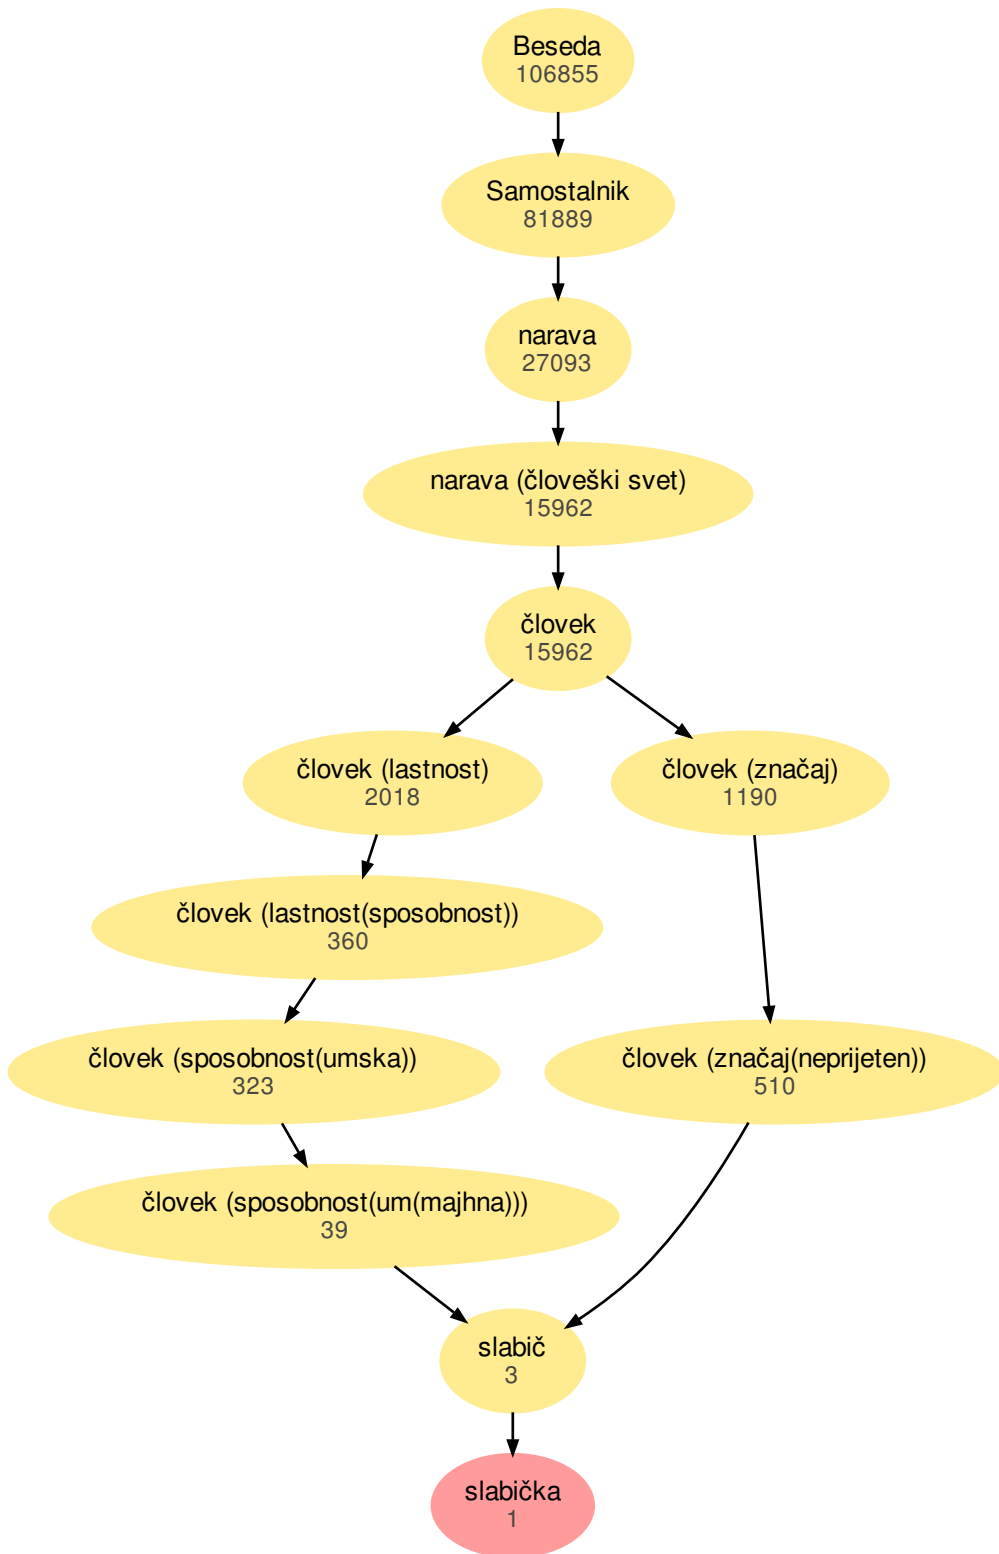 Beseda
106855
Samostalnik
81889
narava
27093
narava (človeški svet)
15962
človek
15962
človek (lastnost)
2018
človek (značaj)
1190
človek (lastnost(sposobnost))
360
človek (sposobnost(umska))
323
človek (značaj(neprijeten))
510
človek (sposobnost(um(majhna)))
39
slabič
3
slabička
1